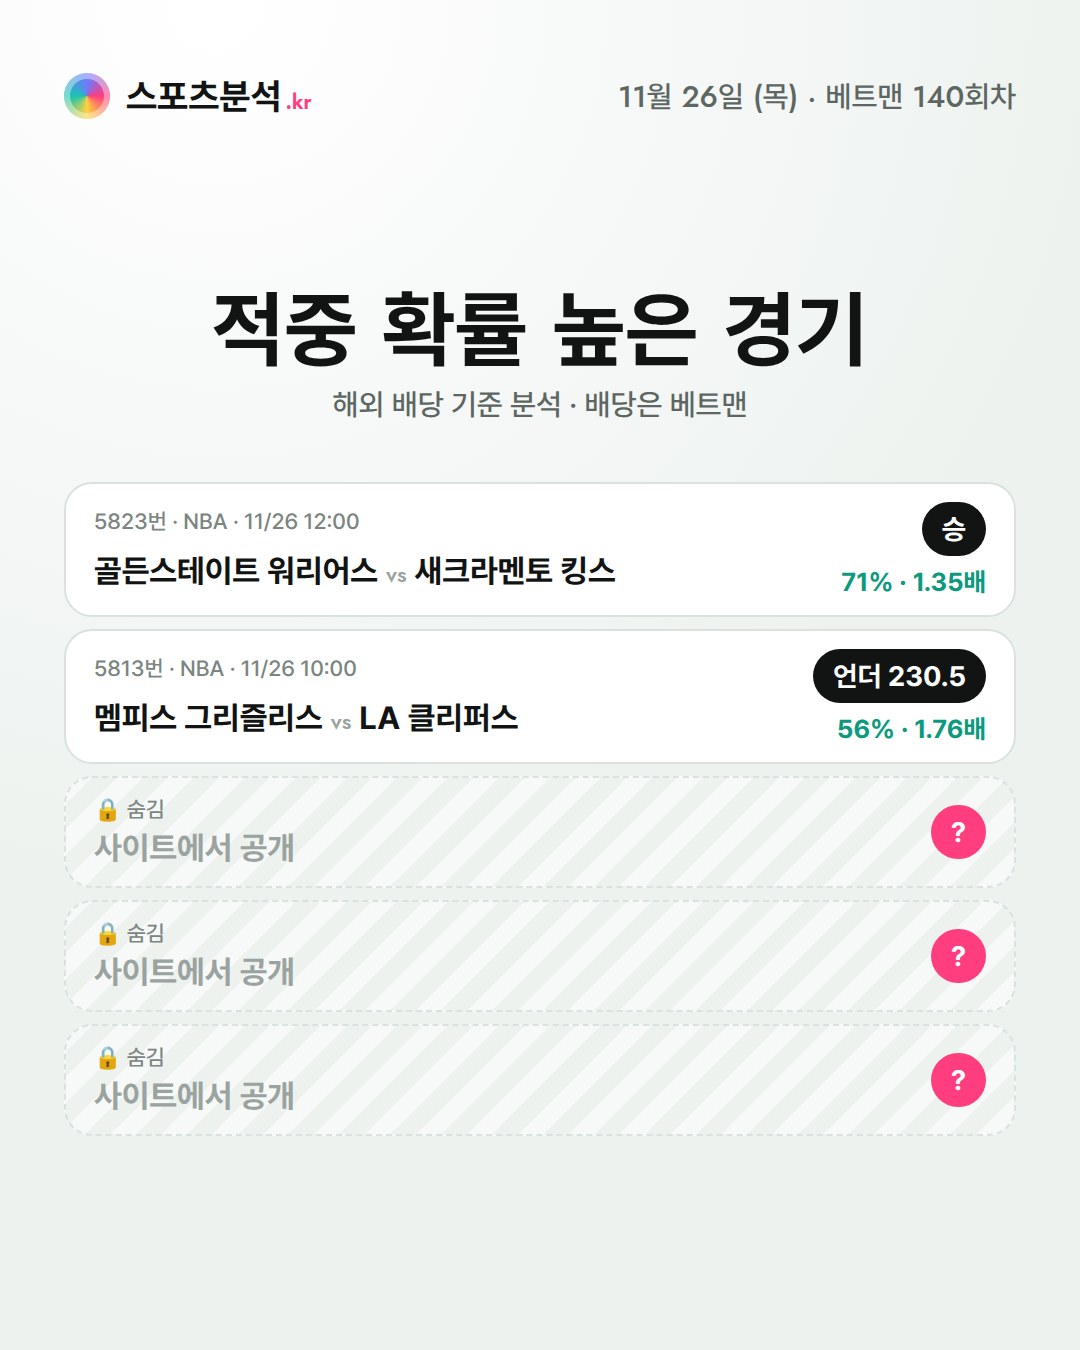 스포츠분석.kr
11월 26일 (목) · 베트맨 140회차
적중 확률 높은 경기
해외 배당 기준 분석 · 배당은 베트맨
5823번 · NBA · 11/26 12:00
승
골든스테이트 워리어스 vs 새크라멘토 킹스
71% · 1.35배
5813번 · NBA · 11/26 10:00
언더 230.5
멤피스 그리즐리스 vs LA 클리퍼스
56% · 1.76배
🔒 숨김
사이트에서 공개
?
🔒 숨김
사이트에서 공개
?
🔒 숨김
사이트에서 공개
?